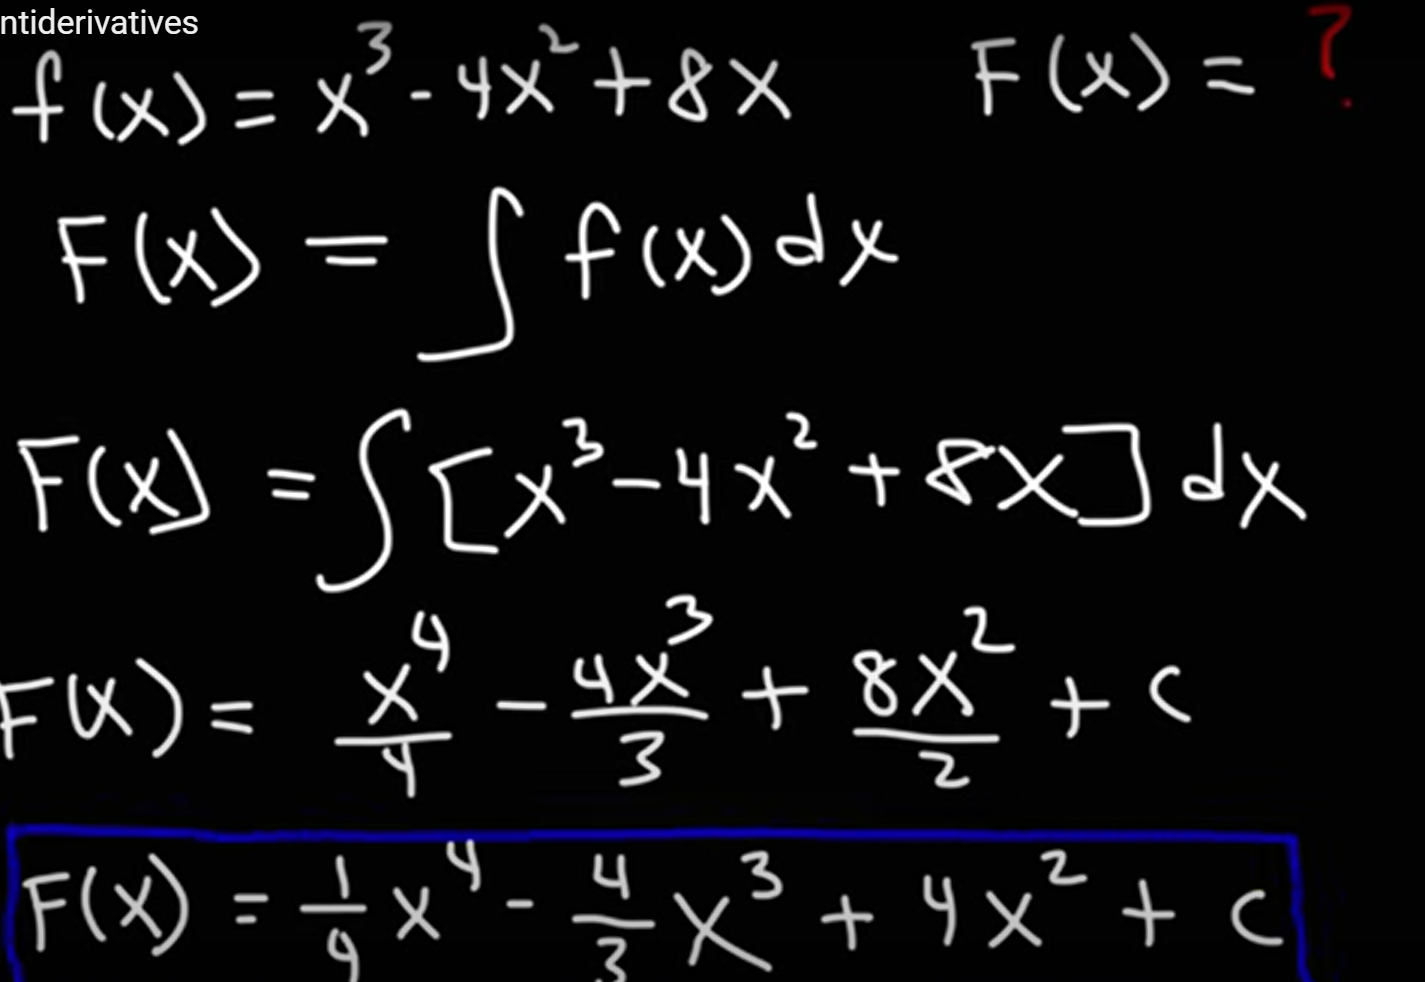 ntiderivatives
f(x) = x³ - 4x² + 8x F(x) = ?
F(x) = ∫ f(x) dx
F(x) = ∫ [x³ - 4x² + 8x] dx
F(x) = x⁴/4 - 4x³/3 + 8x²/2 + C
F(x) = 1/4 x⁴ - 4/3 x³ + 4x² + C